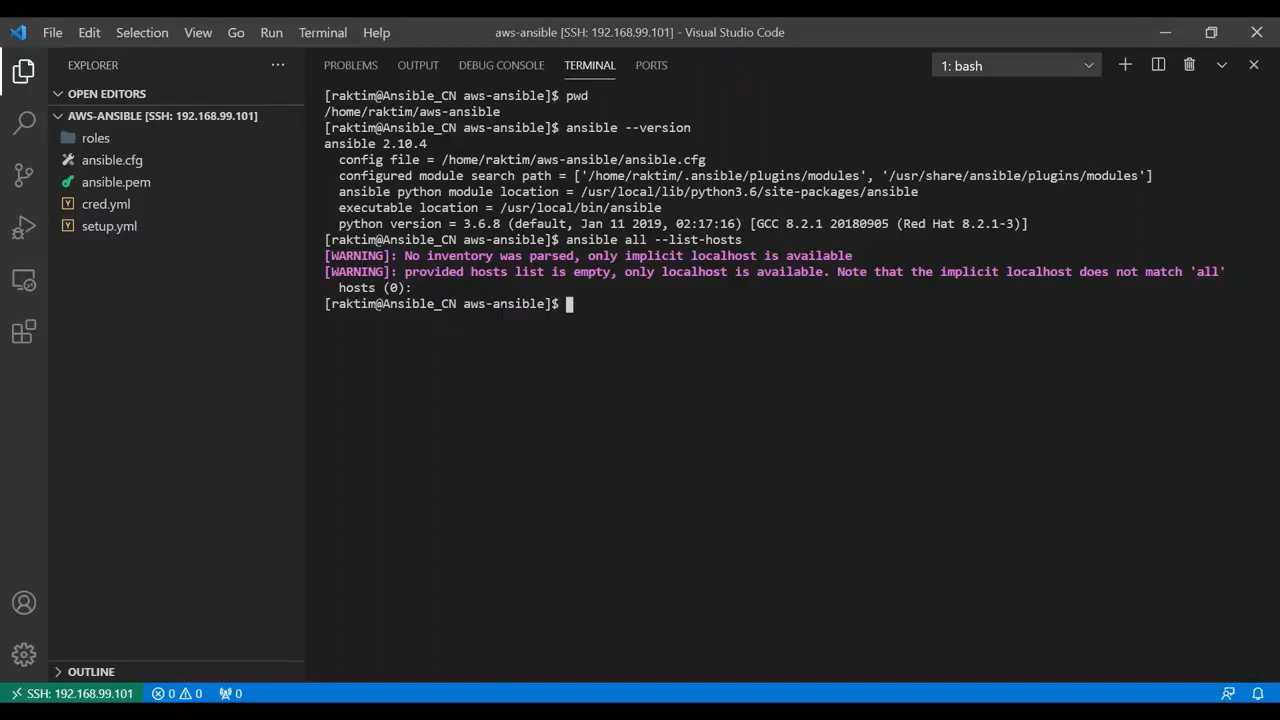 File Edit Selection View Go Run Terminal Help
aws-ansible [SSH: 192.168.99.101] - Visual Studio Code
EXPLORER
OPEN EDITORS
AWS-ANSIBLE [SSH: 192.168.99.101]
roles
ansible.cfg
ansible.pem
cred.yml
setup.yml
OUTLINE
PROBLEMS OUTPUT DEBUG CONSOLE TERMINAL PORTS
1: bash
[raktim@Ansible_CN aws-ansible]$ pwd
/home/raktim/aws-ansible
[raktim@Ansible_CN aws-ansible]$ ansible --version
ansible 2.10.4
config file = /home/raktim/aws-ansible/ansible.cfg
configured module search path = ['/home/raktim/.ansible/plugins/modules', '/usr/share/ansible/plugins/modules']
ansible python module location = /usr/local/lib/python3.6/site-packages/ansible
executable location = /usr/local/bin/ansible
python version = 3.6.8 (default, Jan 11 2019, 02:17:16) [GCC 8.2.1 20180905 (Red Hat 8.2.1-3)]
[raktim@Ansible_CN aws-ansible]$ ansible all --list-hosts
[WARNING]: No inventory was parsed, only implicit localhost is available
[WARNING]: provided hosts list is empty, only localhost is available. Note that the implicit localhost does not match 'all'
hosts (0):
[raktim@Ansible_CN aws-ansible]$
SSH: 192.168.99.101 0 0 0